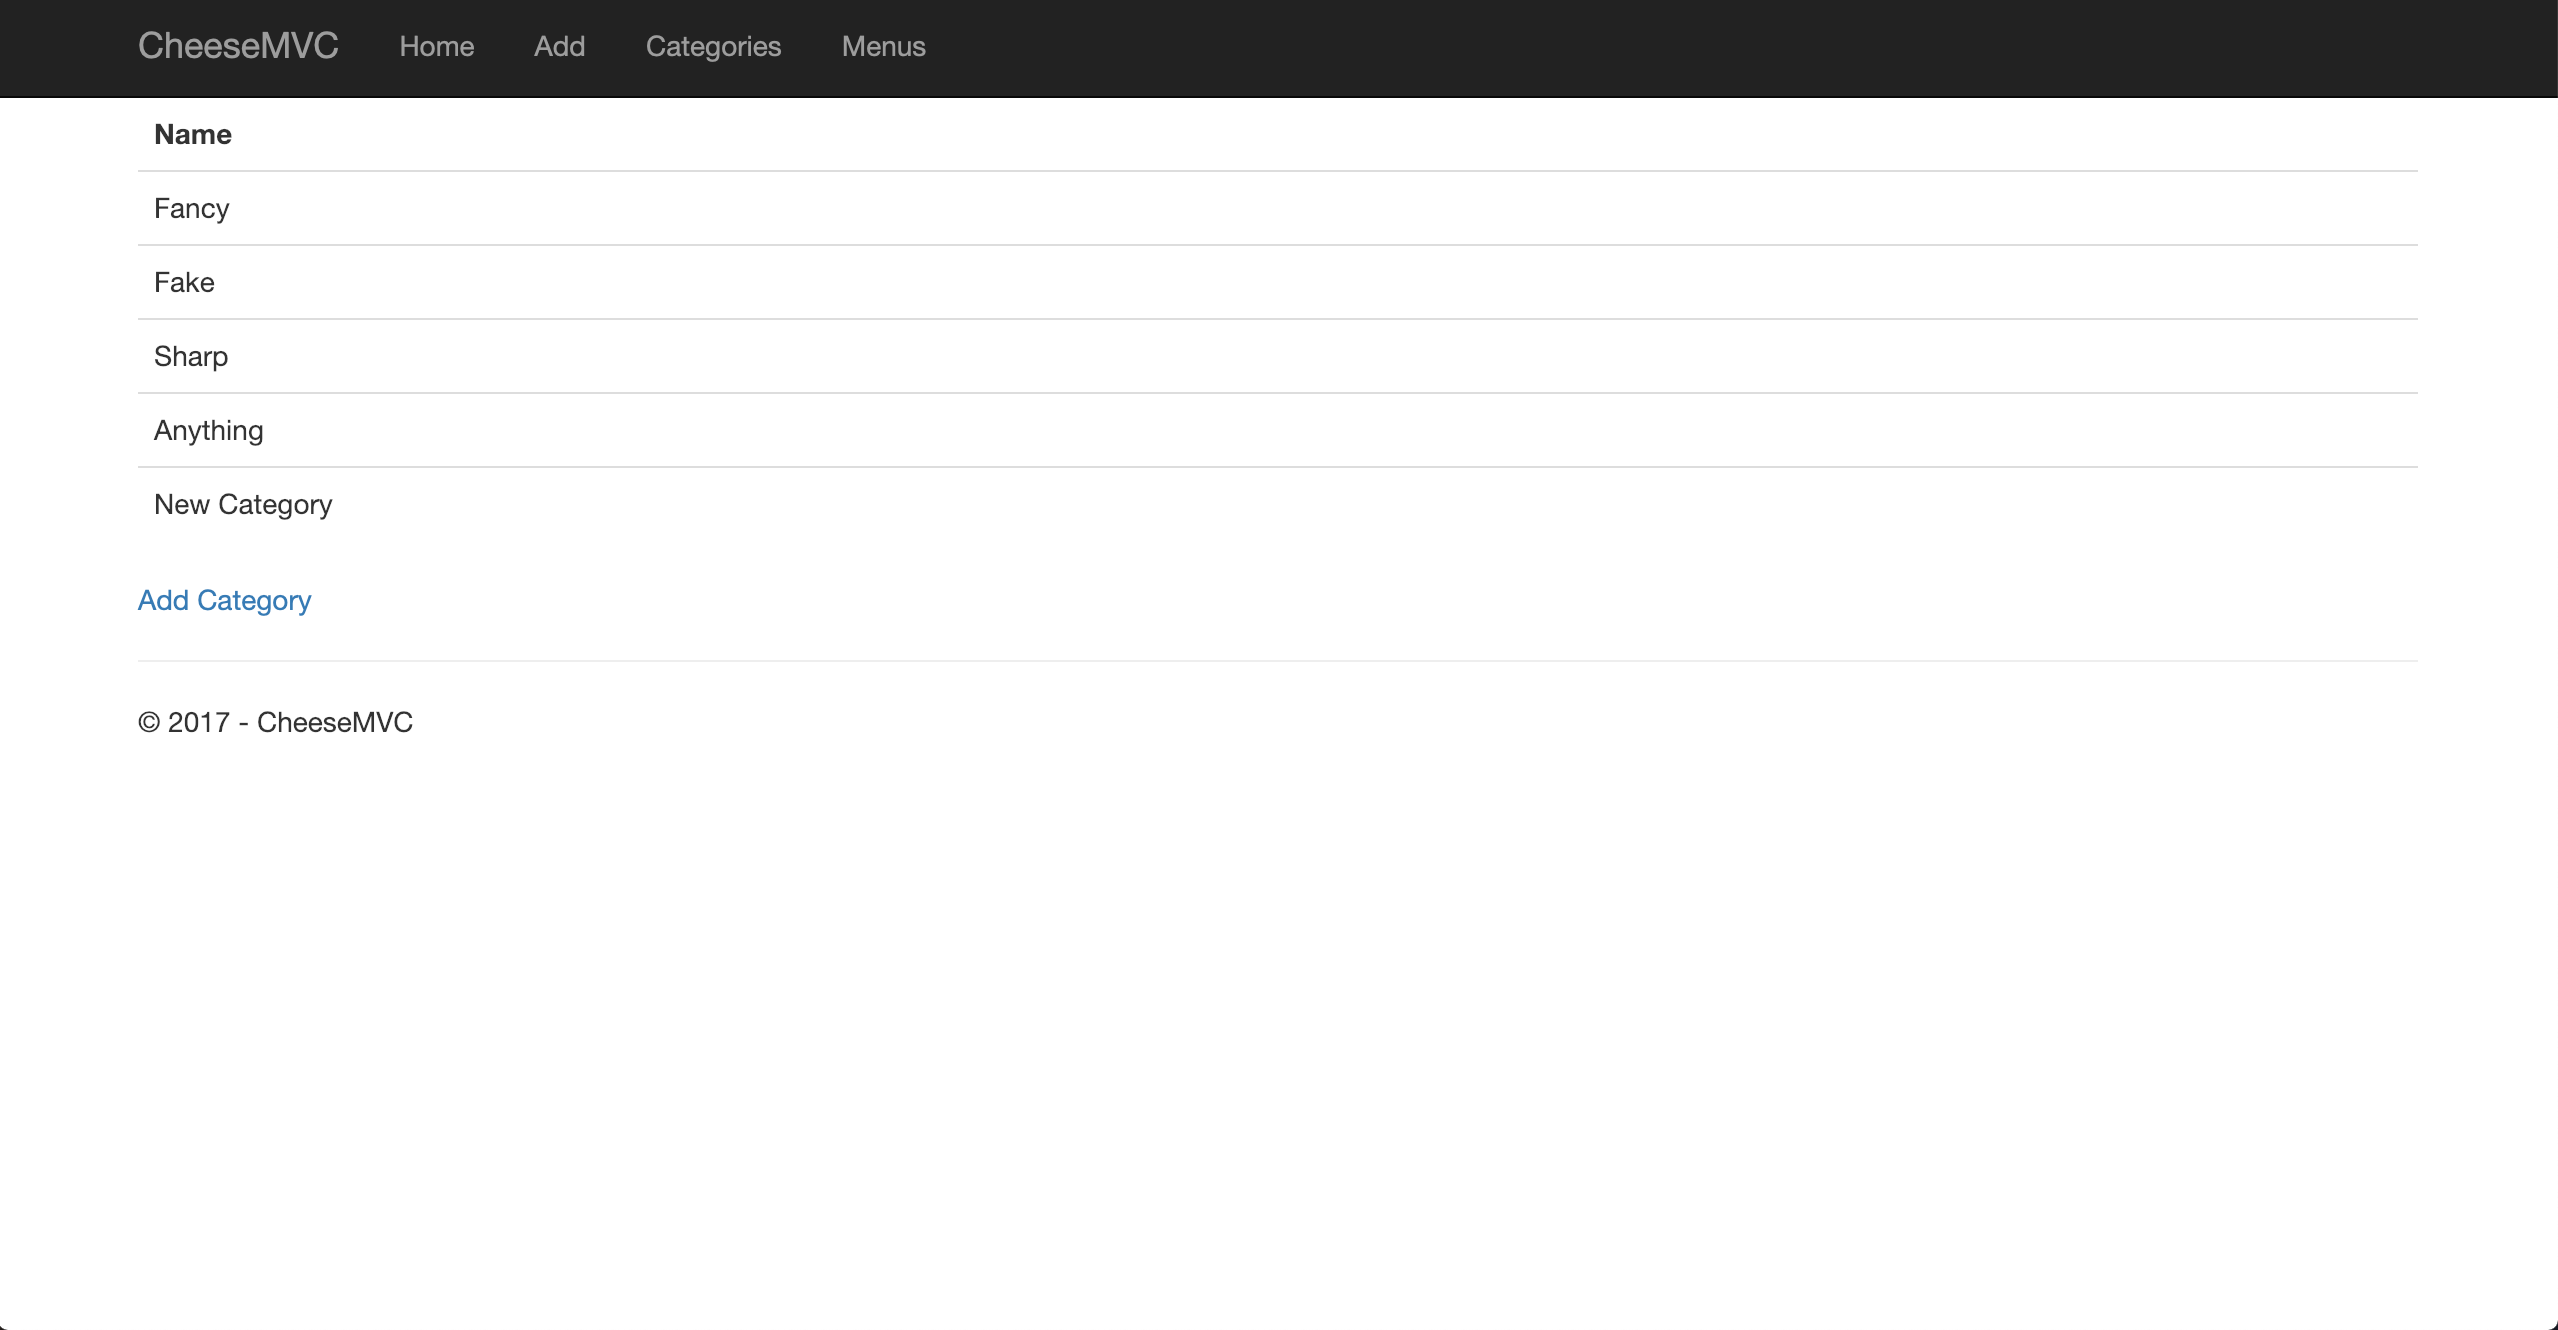 CheeseMVC Home Add Categories Menus
Name
Fancy
Fake
Sharp
Anything
New Category
Add Category
© 2017 - CheeseMVC